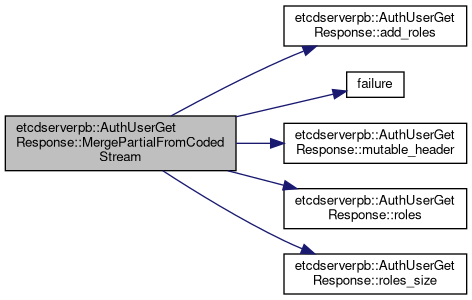 etcdserverpb::AuthUserGet
Response::MergePartialFromCoded
Stream
etcdserverpb::AuthUserGet
Response::add_roles
failure
etcdserverpb::AuthUserGet
Response::mutable_header
etcdserverpb::AuthUserGet
Response::roles
etcdserverpb::AuthUserGet
Response::roles_size